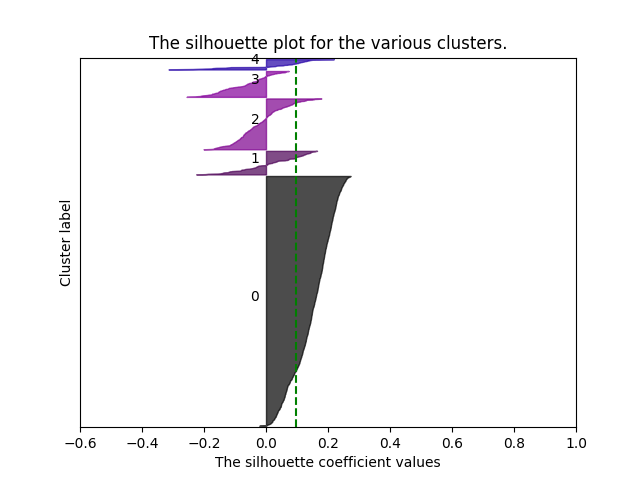 The silhouette plot for the various clusters.
4
3
2
1
0
Cluster label
−0.6 −0.4 −0.2 0.0 0.2 0.4 0.6 0.8 1.0
The silhouette coefficient values